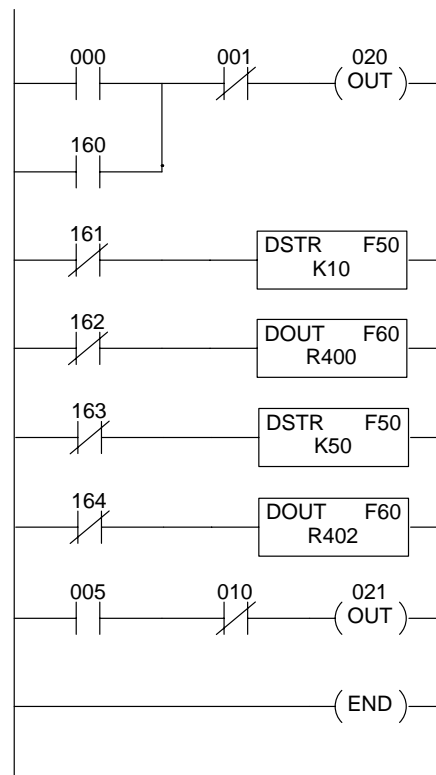 000 001 020
OUT
160
161
DSTR F50
K10
162
DOUT F60
R400
163
DSTR F50
K50
164
DOUT F60
R402
005 010 021
OUT
END